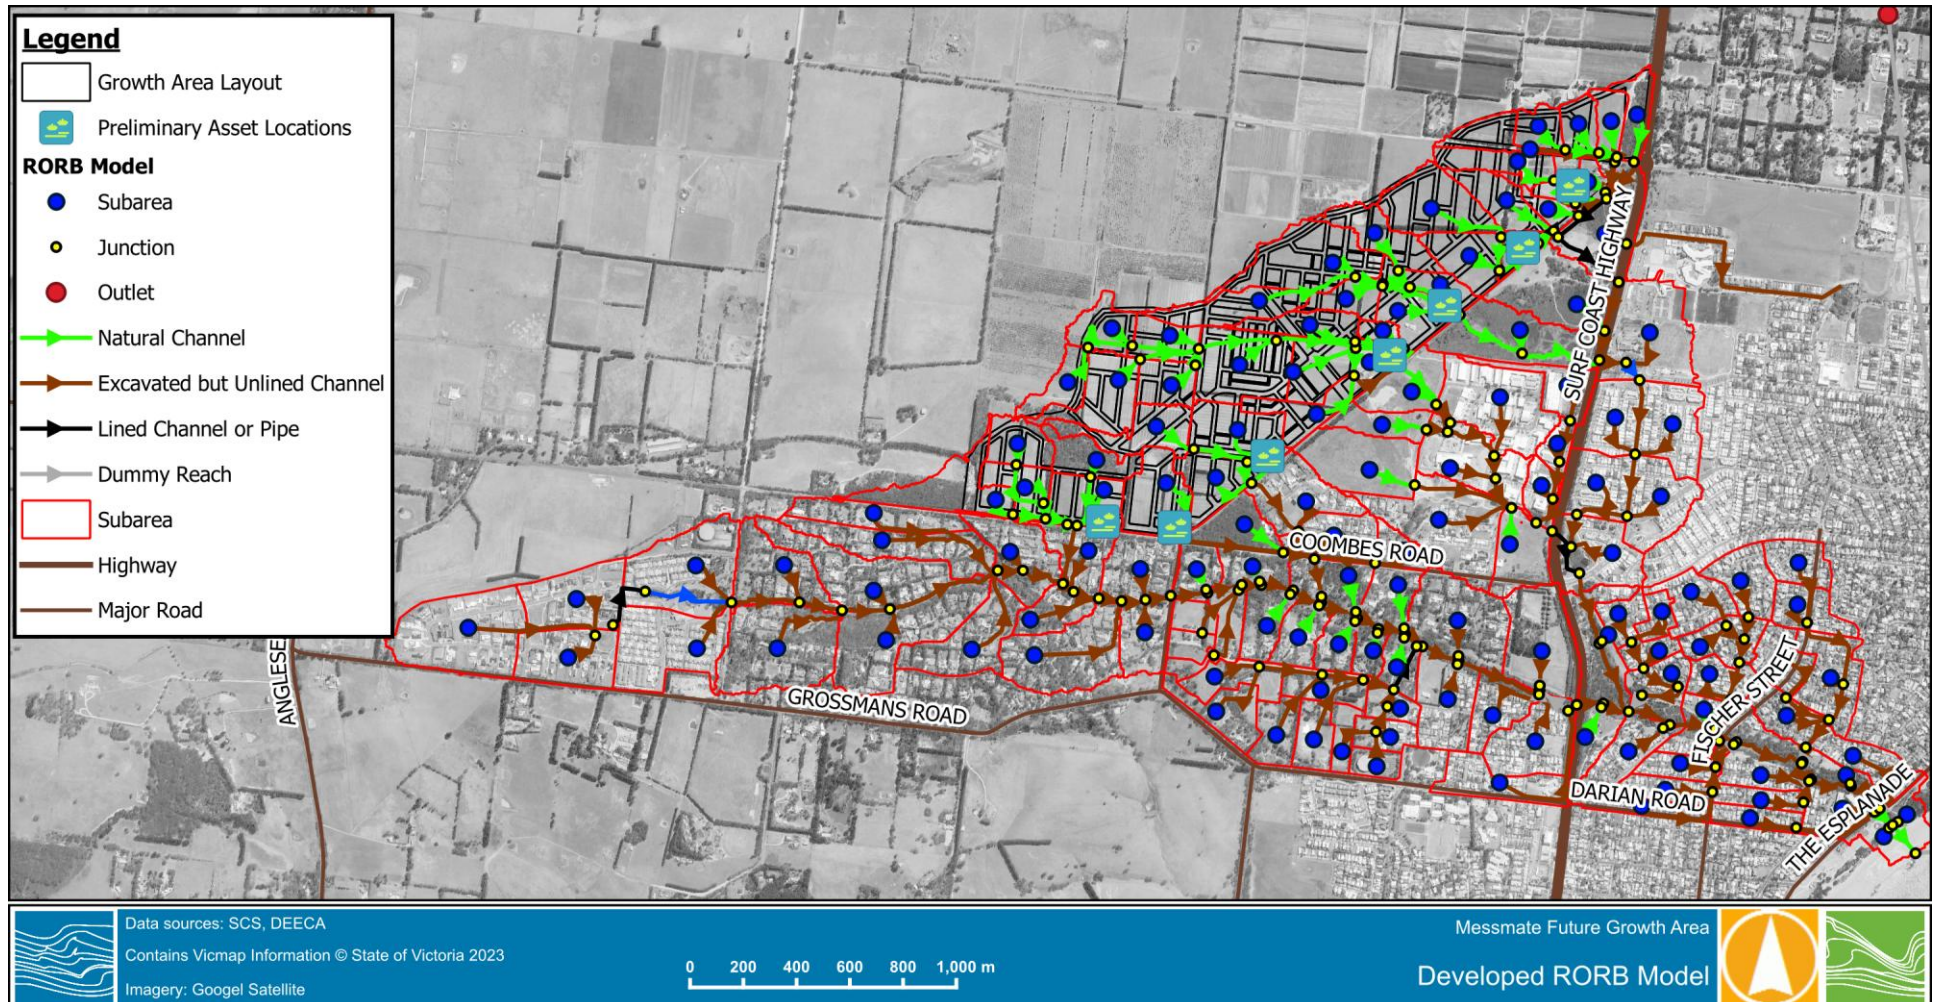 Legend
Growth Area Layout
Preliminary Asset Locations
RORB Model
Subarea
Junction
Outlet
Natural Channel
Excavated but Unlined Channel
Lined Channel or Pipe
Dummy Reach
Subarea
Highway
Major Road
SURF COAST HIGHWAY
COOMBES ROAD
ANGLESE
GROSSMANS ROAD
FISCHER STREET
DARIAN ROAD
THE ESPLANADE
Data sources: SCS, DEECA
Contains Vicmap Information © State of Victoria 2023
Imagery: Googel Satellite
0 200 400 600 800 1,000 m
Messmate Future Growth Area
Developed RORB Model